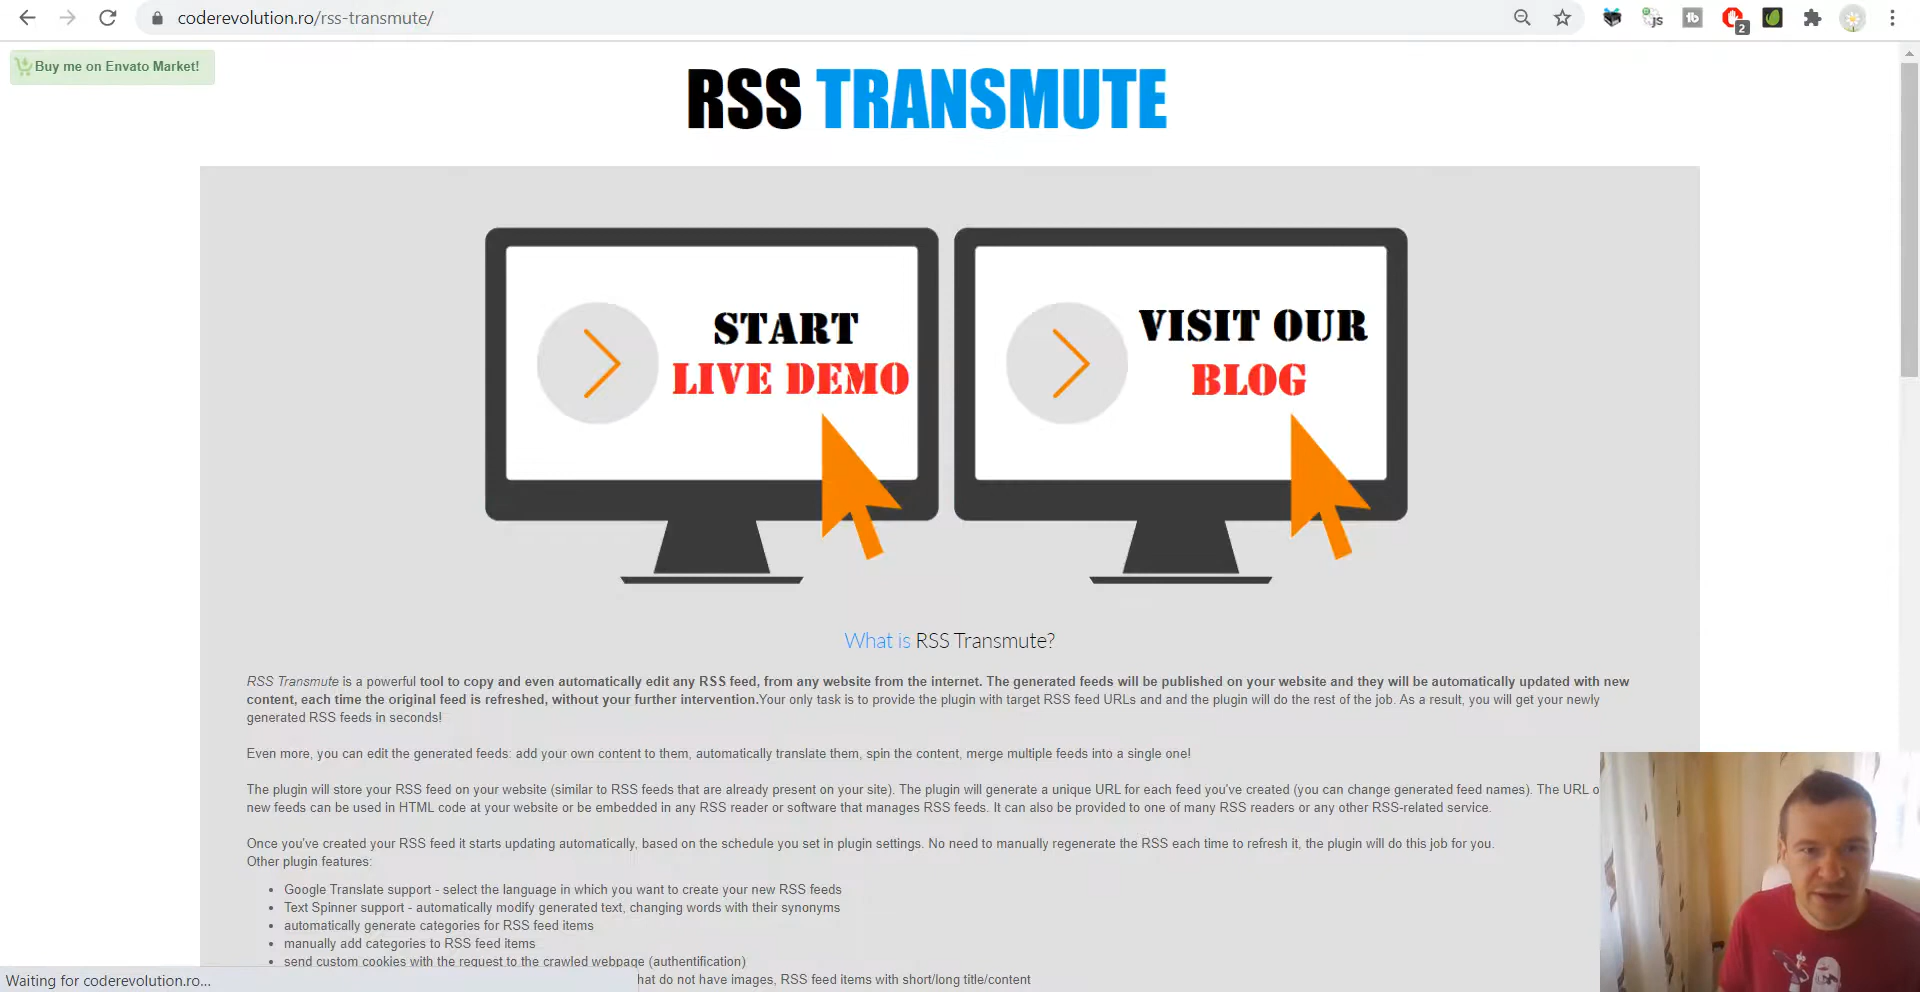 coderevolution.ro/rss-transmute/
JS
2
Buy me on Envato Market!
RSS TRANSMUTE
START
LIVE DEMO
VISIT OUR
BLOG
What is RSS Transmute?
RSS Transmute is a powerful tool to copy and even automatically edit any RSS feed, from any website from the internet. The generated feeds will be published on your website and they will be automatically updated with new
content, each time the original feed is refreshed, without your further intervention.Your only task is to provide the plugin with target RSS feed URLs and and the plugin will do the rest of the job. As a result, you will get your newly
generated RSS feeds in seconds!
Even more, you can edit the generated feeds: add your own content to them, automatically translate them, spin the content, merge multiple feeds into a single one!
The plugin will store your RSS feed on your website (similar to RSS feeds that are already present on your site). The plugin will generate a unique URL for each feed you've created (you can change generated feed names). The URL o
new feeds can be used in HTML code at your website or be embedded in any RSS reader or software that manages RSS feeds. It can also be provided to one of many RSS readers or any other RSS-related service.
Once you've created your RSS feed it starts updating automatically, based on the schedule you set in plugin settings. No need to manually regenerate the RSS each time to refresh it, the plugin will do this job for you.
Other plugin features:
• Google Translate support - select the language in which you want to create your new RSS feeds
• Text Spinner support - automatically modify generated text, changing words with their synonyms
• automatically generate categories for RSS feed items
• manually add categories to RSS feed items
• send custom cookies with the request to the crawled webpage (authentification)
hat do not have images, RSS feed items with short/long title/content
Waiting for coderevolution.ro...